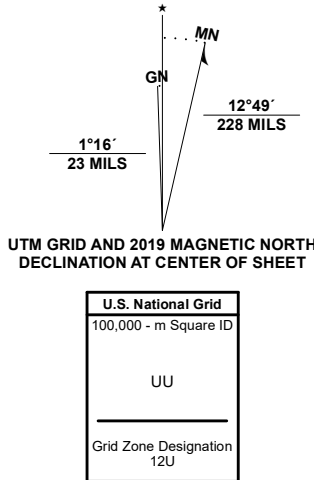 ★
MN
GN
12°49´
228 MILS
1°16´
23 MILS
UTM GRID AND 2019 MAGNETIC NORTH
DECLINATION AT CENTER OF SHEET
U.S. National Grid
100,000 - m Square ID
UU
Grid Zone Designation
12U